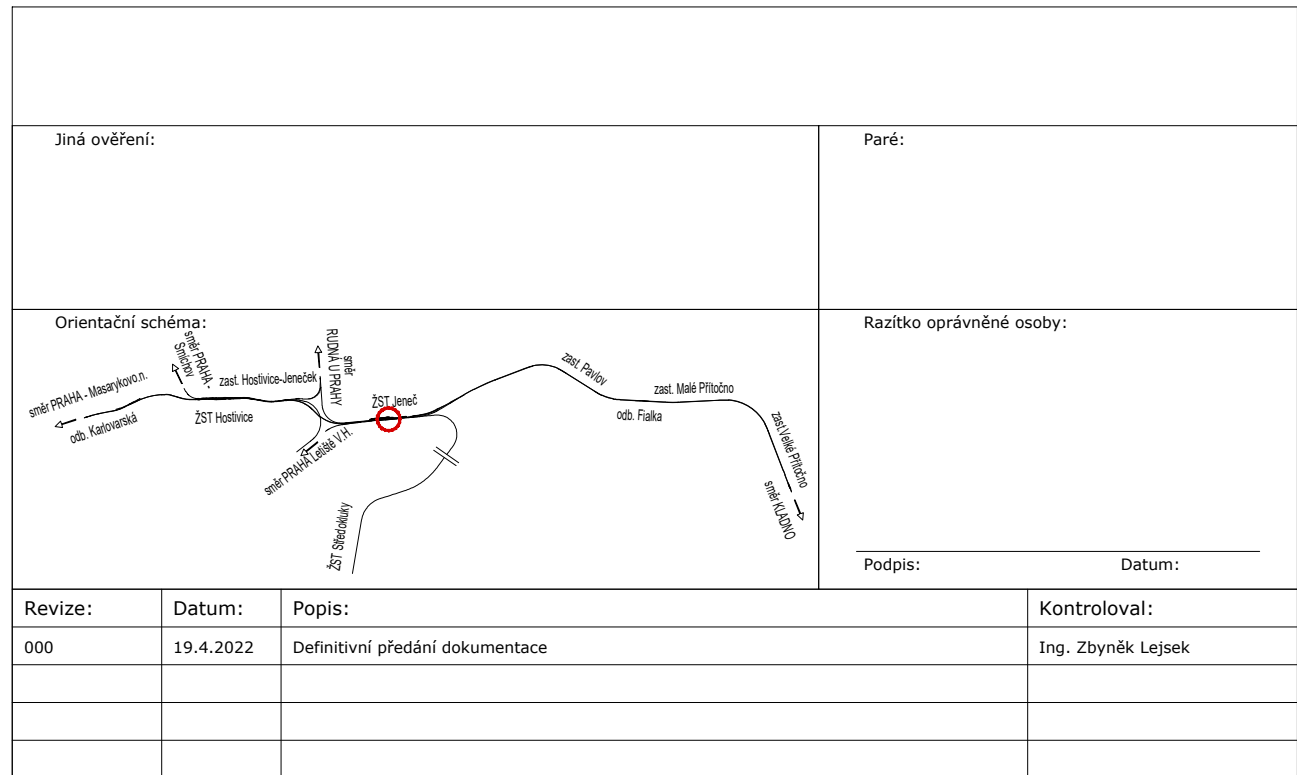 Jiná ověření:
Paré:
Orientační schéma:
směr PRAHA - Masarykovo.n.
odb. Karlovarská
směr PRAHA -
Smíchov
zast. Hostivice-Jeneček
ŽST Hostivice
směr
RUDNÁ U PRAHY
směr PRAHA Letiště V.H.
ŽST Jeneč
ŽST Středokluky
zast. Pavlov
odb. Fialka
zast. Malé Přítočno
zast.Velké Přítočno
směr KLADNO
Razítko oprávněné osoby:
Podpis: Datum:
Revize: Datum: Popis: Kontroloval:
000 19.4.2022 Definitivní předání dokumentace Ing. Zbyněk Lejsek